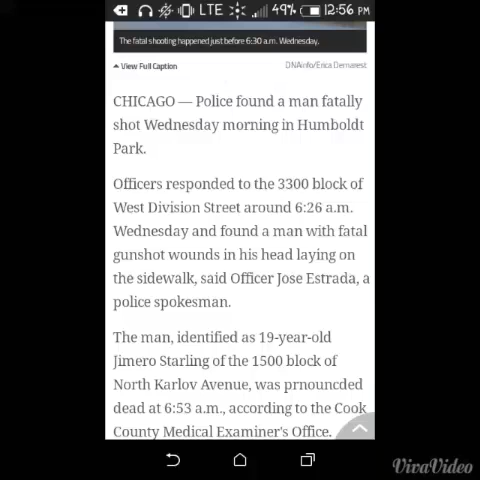 LTE 49% 12:56 PM
The fatal shooting happened just before 6:30 a.m. Wednesday.
View Full Caption DNAinfo/Erica Demarest
CHICAGO — Police found a man fatally
shot Wednesday morning in Humboldt
Park.
Officers responded to the 3300 block of
West Division Street around 6:26 a.m.
Wednesday and found a man with fatal
gunshot wounds in his head laying on
the sidewalk, said Officer Jose Estrada, a
police spokesman.
The man, identified as 19-year-old
Jimero Starling of the 1500 block of
North Karlov Avenue, was prnouncded
dead at 6:53 a.m., according to the Cook
County Medical Examiner's Office.
VivaVideo